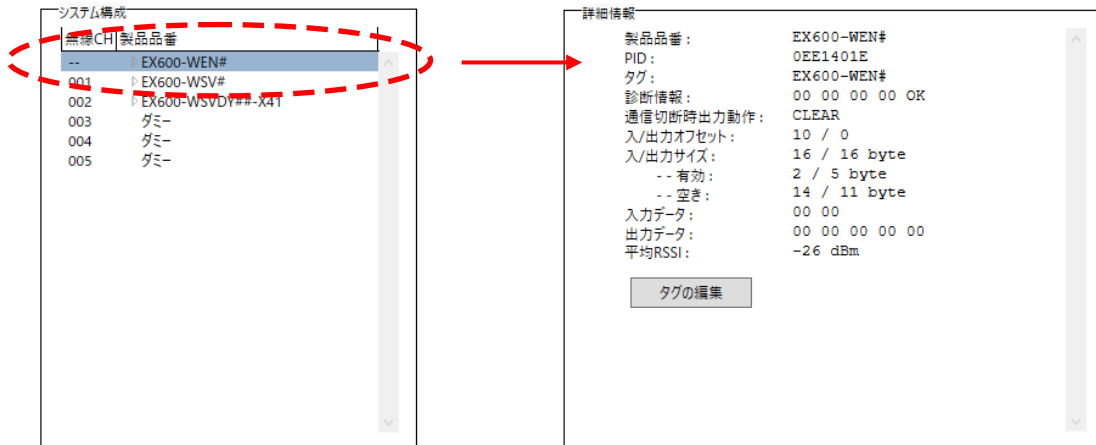 システム構成
無線CH 製品品番
-- ▷ EX600-WEN#
001 ▷ EX600-WSV#
002 ▷ EX600-WSVDY##-X41
003 ダミー
004 ダミー
005 ダミー
詳細情報
製品品番： EX600-WEN#
PID： 0EE1401E
タグ： EX600-WEN#
診断情報： 00 00 00 00 OK
通信切断時出力動作： CLEAR
入/出力オフセット： 10 / 0
入/出力サイズ： 16 / 16 byte
--有効： 2 / 5 byte
--空き： 14 / 11 byte
入力データ： 00 00
出力データ： 00 00 00 00 00
平均RSSI： -26 dBm
タグの編集